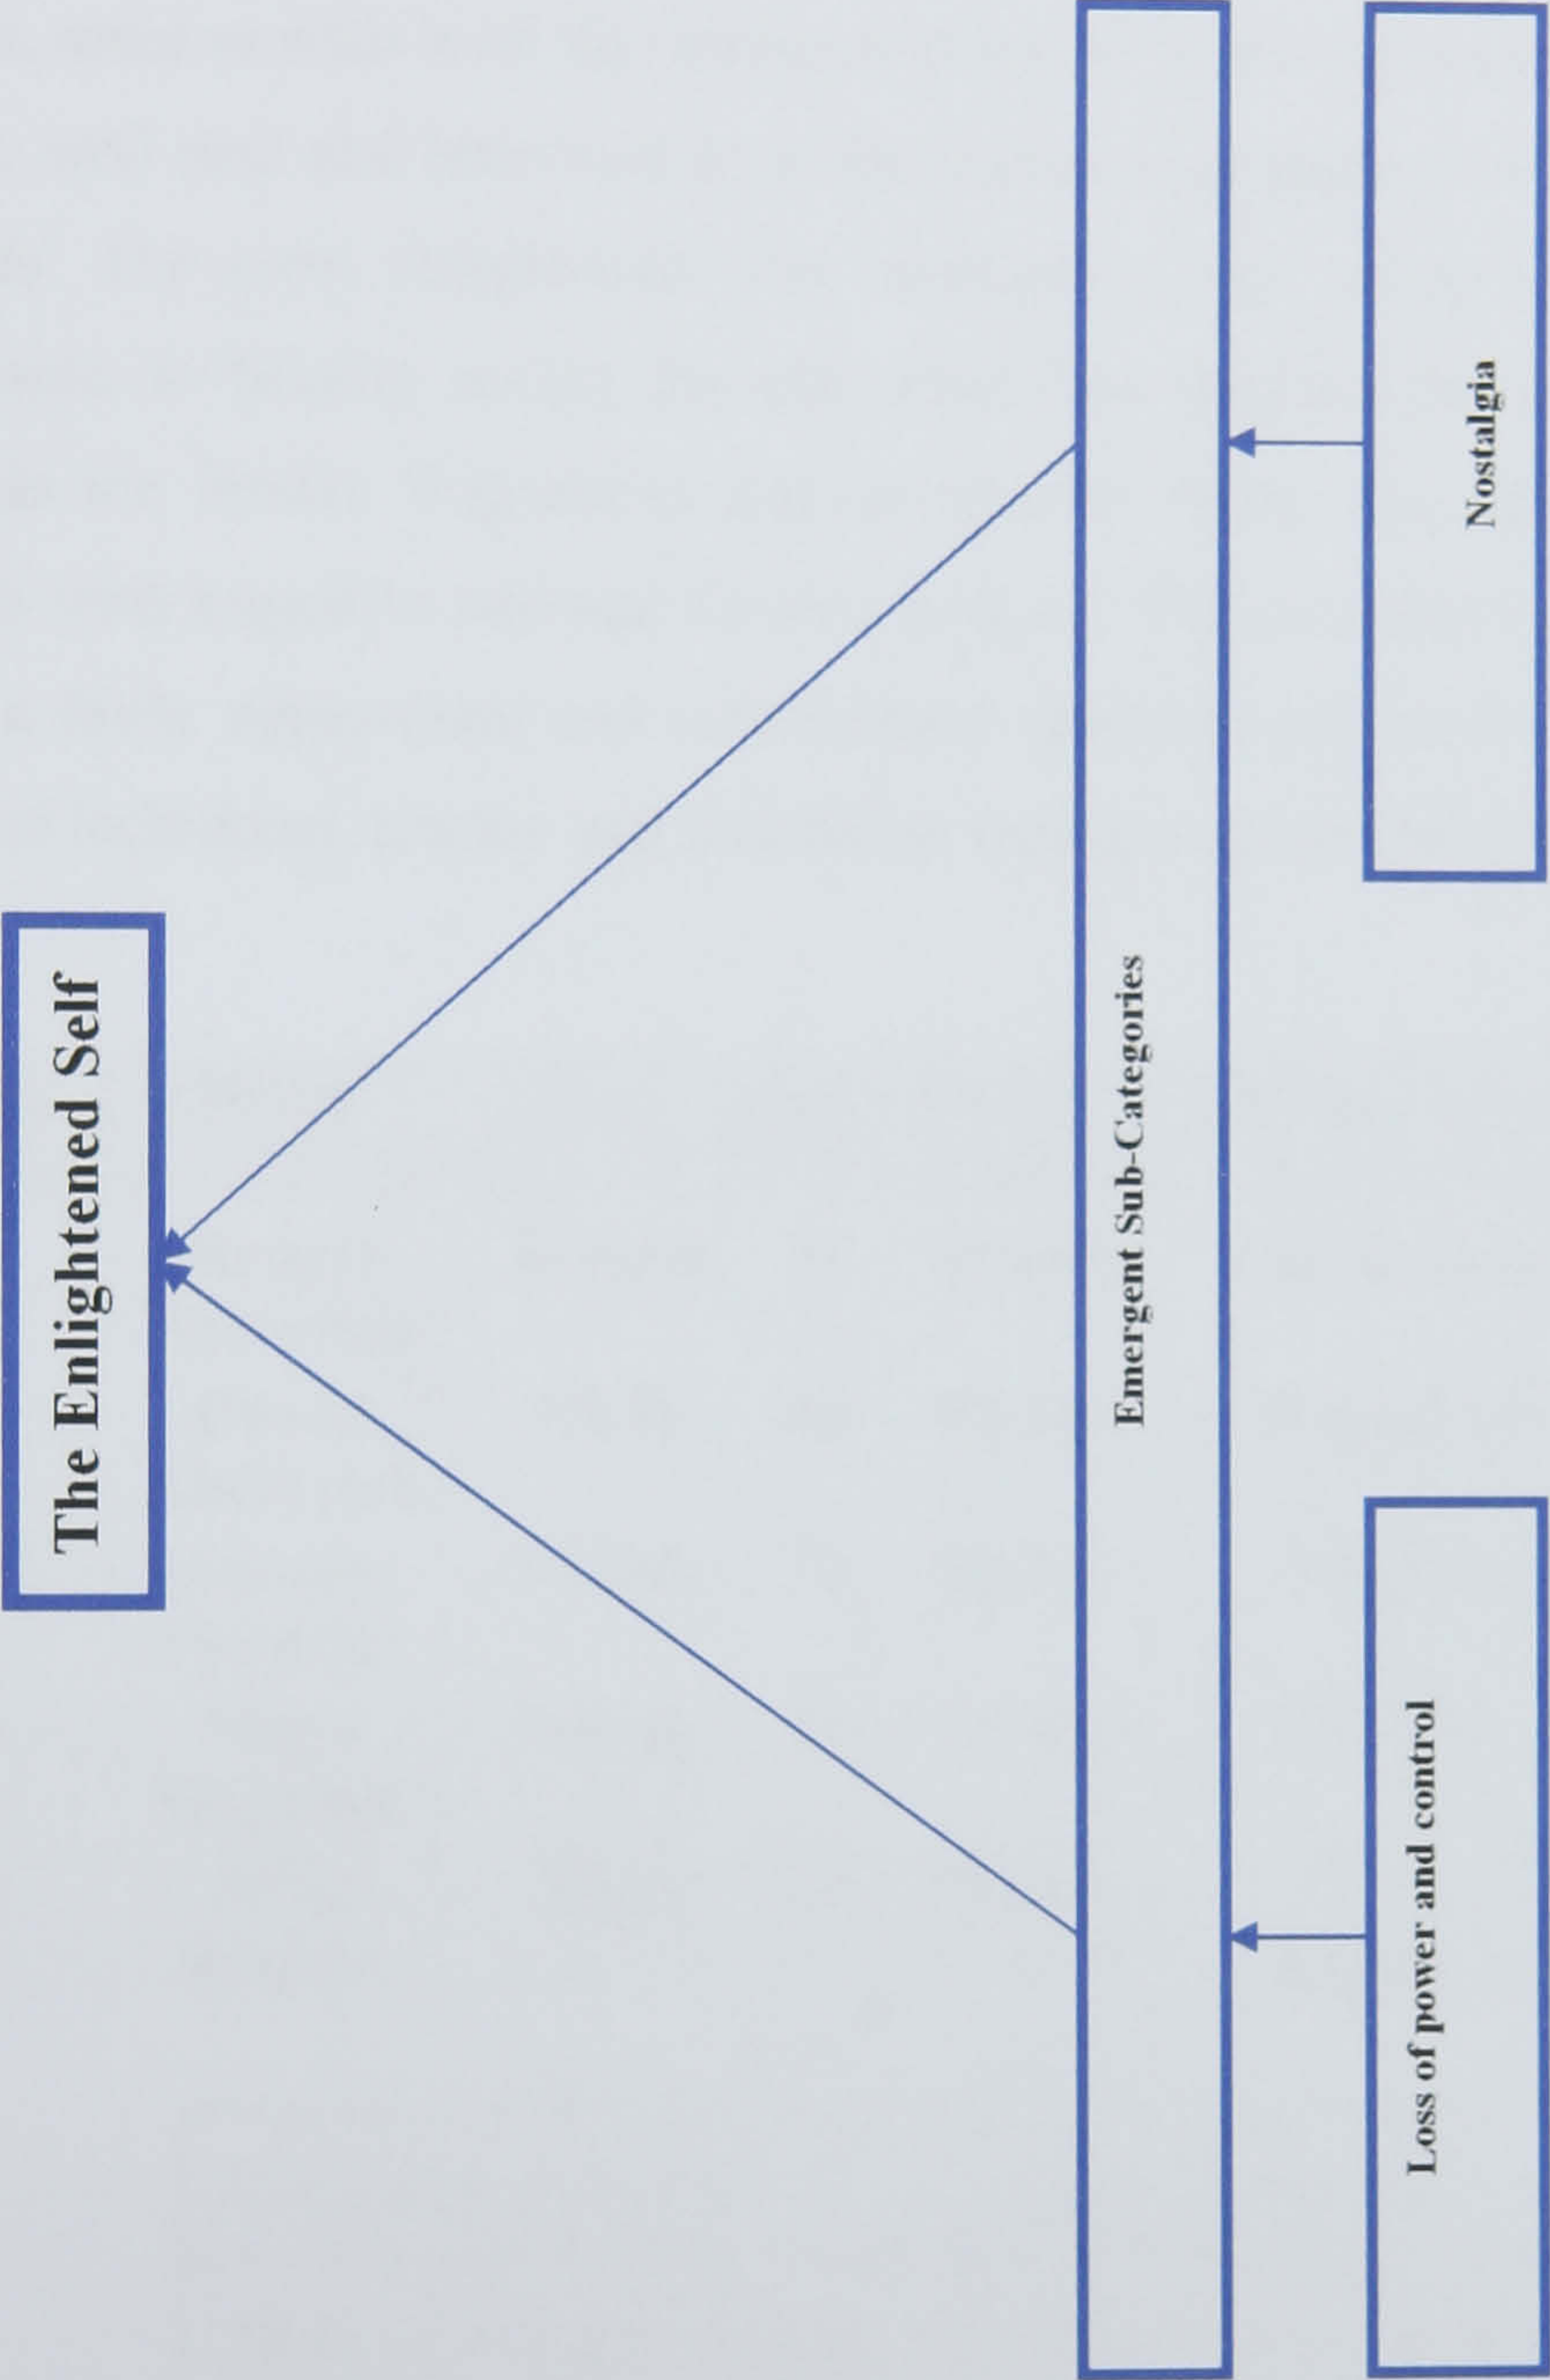 The Enlightened Self
Emergent Sub-Categories
Loss of power and control
Nostalgia